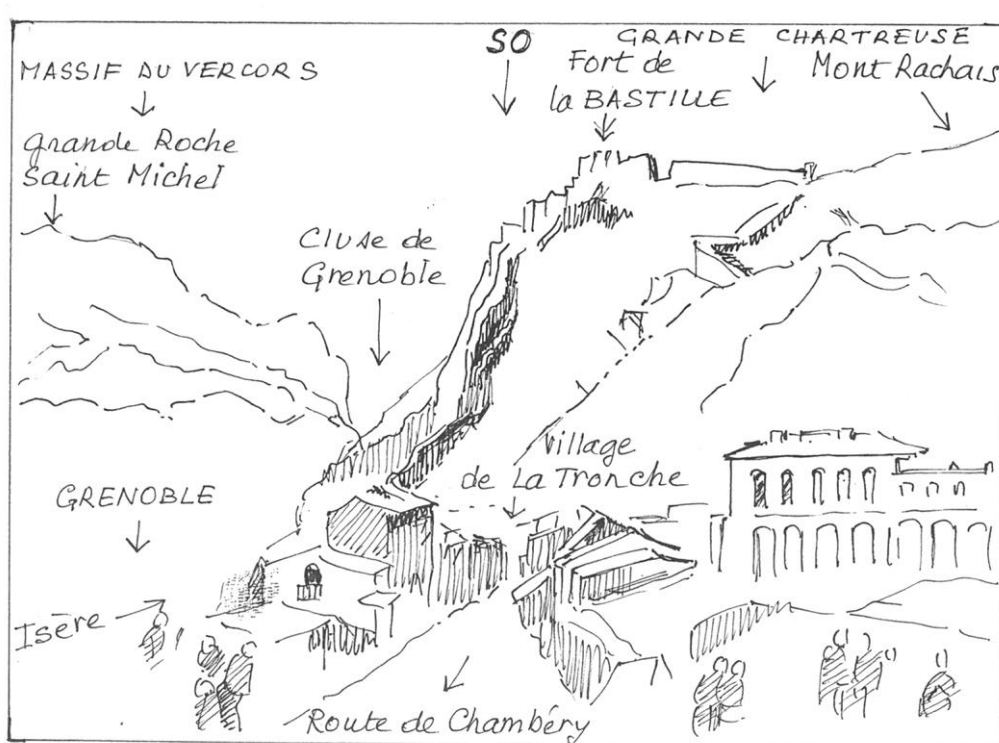 SO
GRANDE CHARTREUSE
MASSIF DU VERCORS
Fort de
la BASTILLE
Mont Rachais
Grande Roche
Saint Michel
Cluse de
Grenoble
Village
de La Tronche
GRENOBLE
Isère
Route de Chambéry